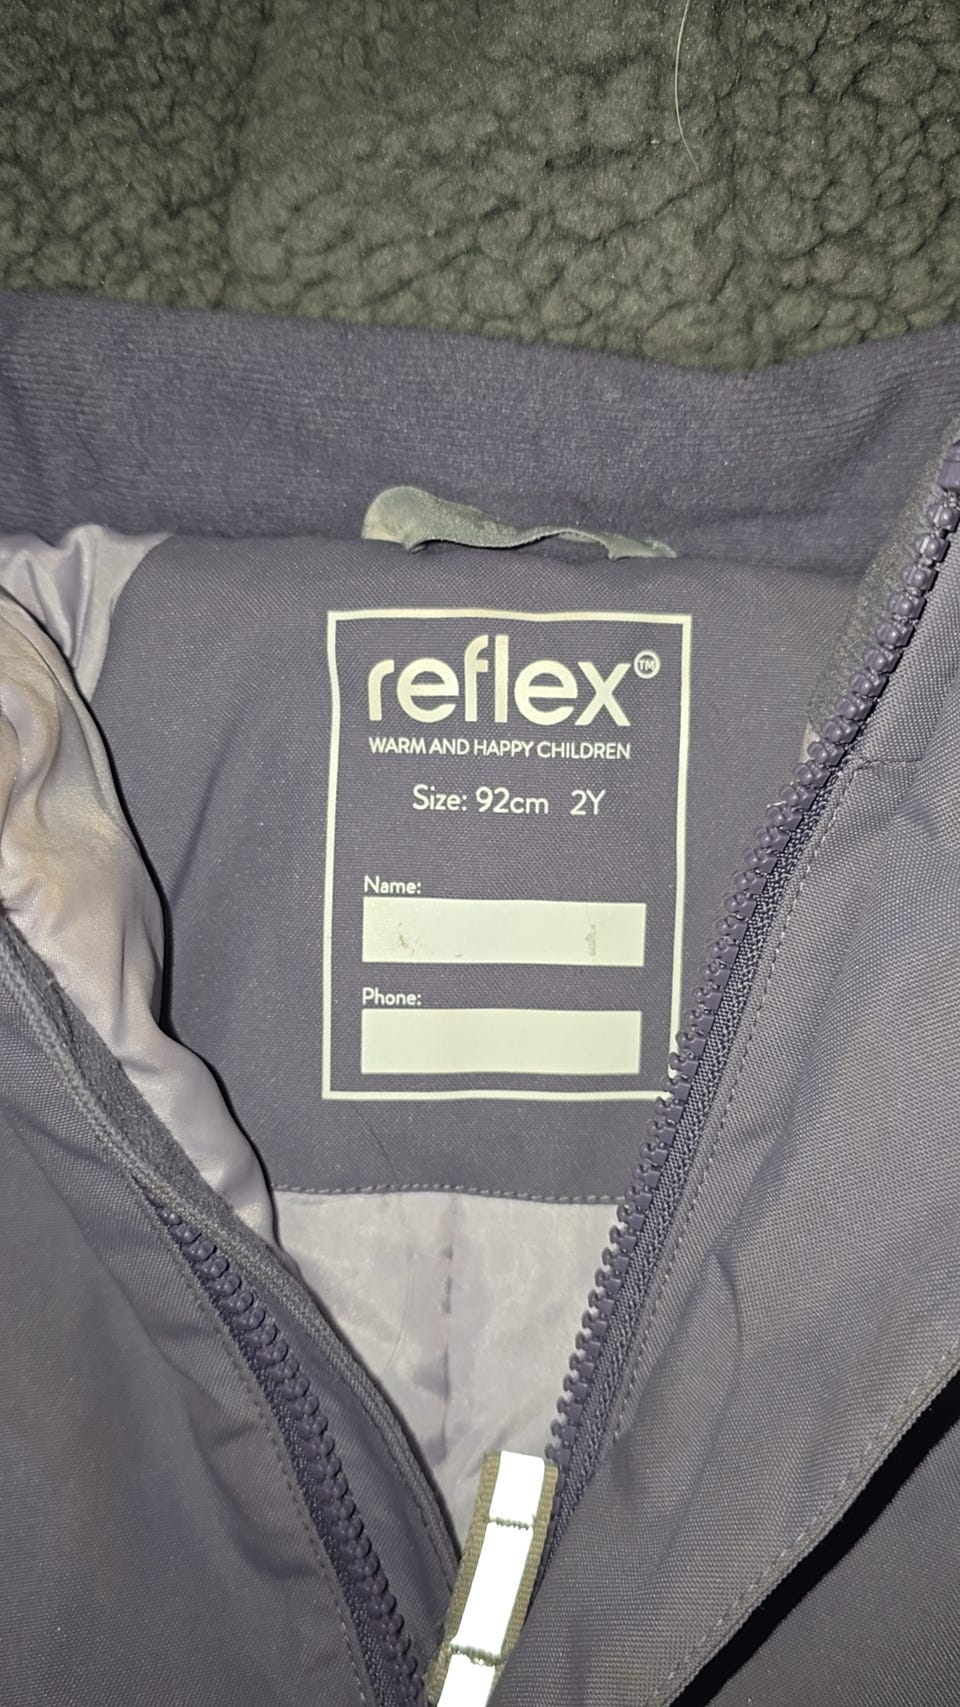 reflex™
WARM AND HAPPY CHILDREN
Size: 92cm 2Y
Name:
Phone: